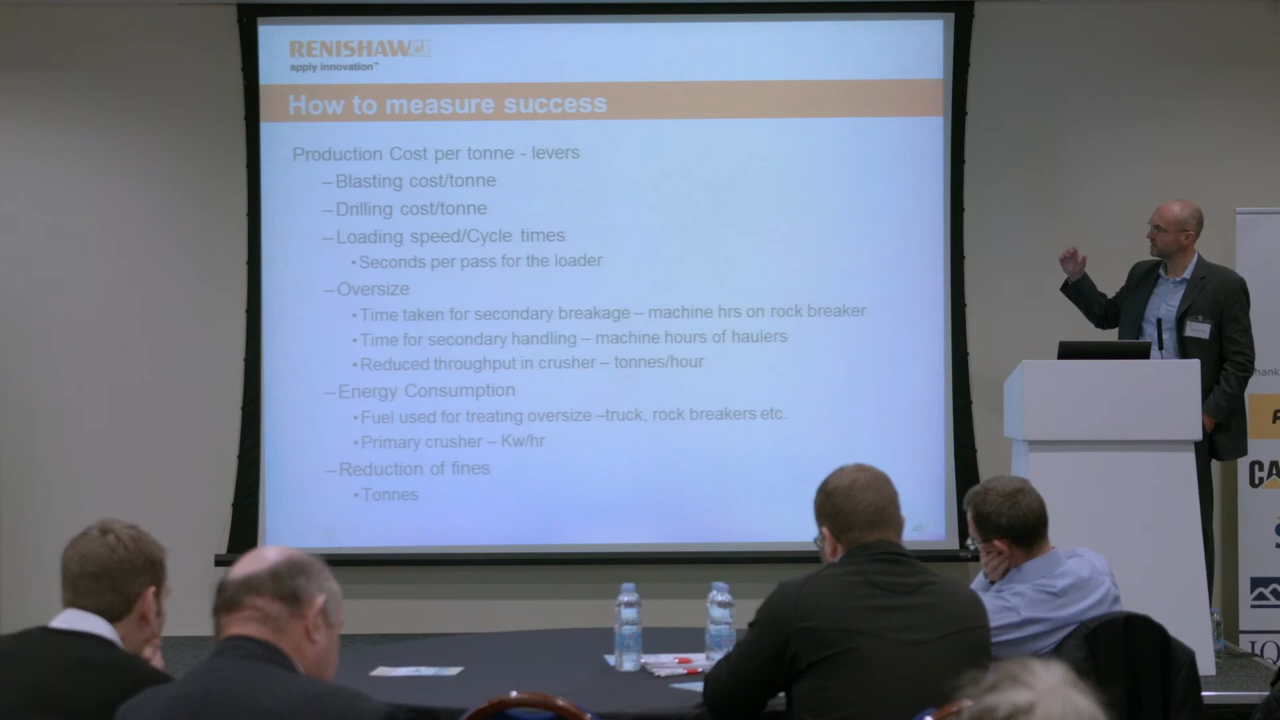 RENISHAW
apply innovation™
How to measure success
Production Cost per tonne - levers
–Blasting cost/tonne
–Drilling cost/tonne
–Loading speed/Cycle times
•Seconds per pass for the loader
–Oversize
•Time taken for secondary breakage – machine hrs on rock breaker
•Time for secondary handling – machine hours of haulers
•Reduced throughput in crusher – tonnes/hour
–Energy Consumption
•Fuel used for treating oversize –truck, rock breakers etc.
•Primary crusher – Kw/hr
–Reduction of fines
•Tonnes